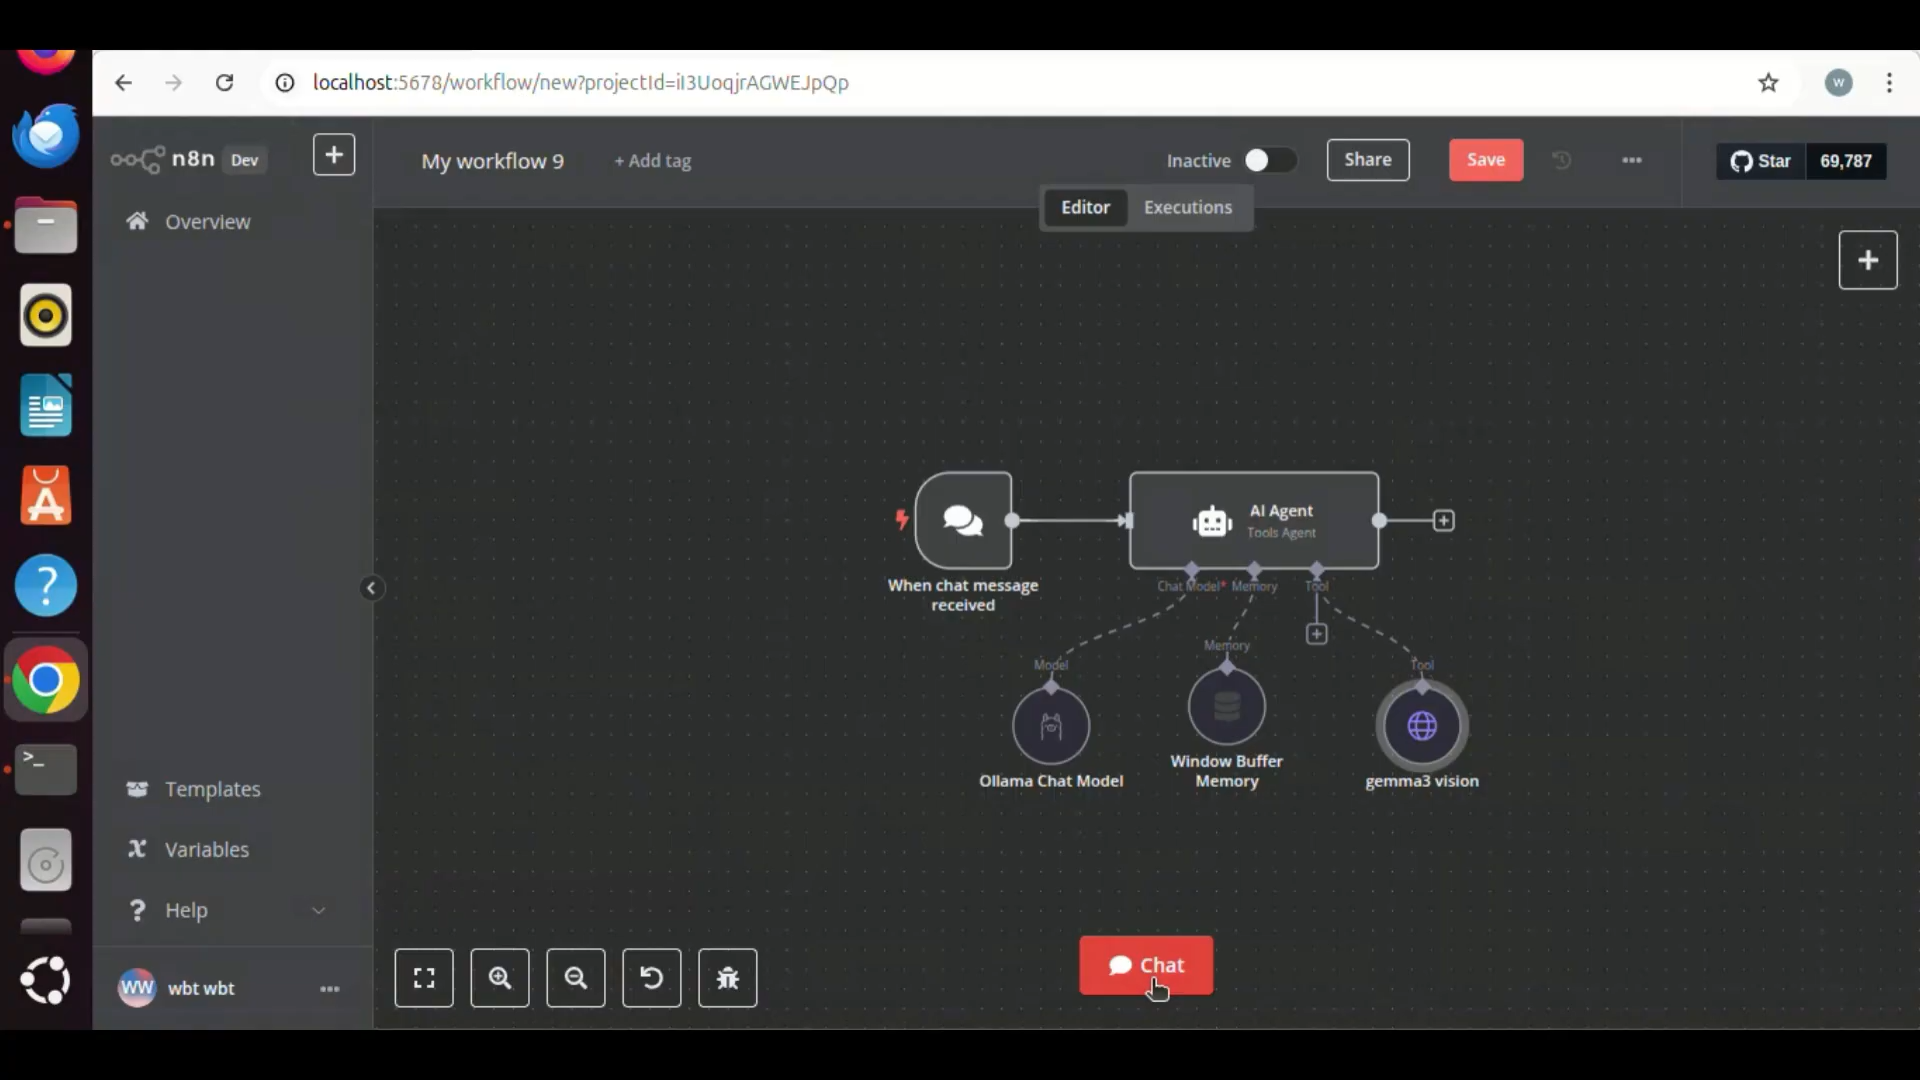 localhost:5678/workflow/new?projectId=iI3UoqjrAGWEJpQp
W
n8n Dev
My workflow 9
+ Add tag
Inactive
Share
Save
Star 69,787
Editor Executions
Overview
AI Agent
Tools Agent
When chat message
received
Chat Model* Memory Tool
Memory
Model
Tool
Ollama Chat Model
Window Buffer
Memory
gemma3 vision
Templates
Variables
Help
WW wbt wbt
Chat